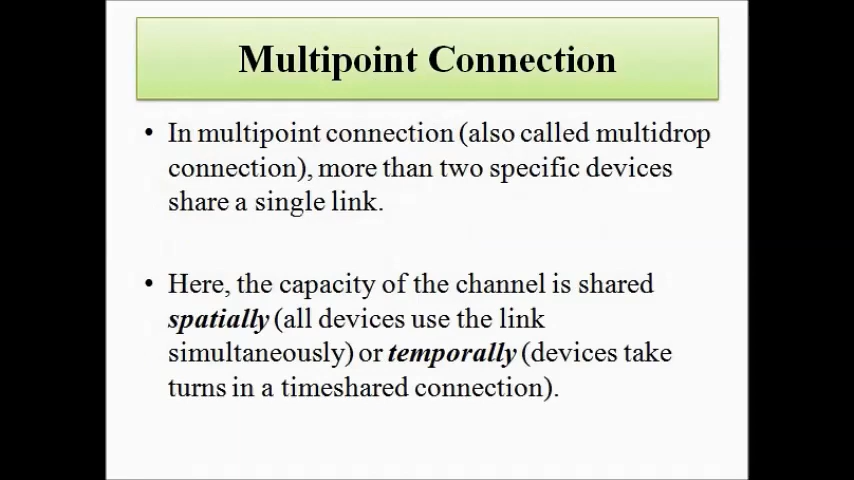 Multipoint Connection
• In multipoint connection (also called multidrop
connection), more than two specific devices
share a single link.
• Here, the capacity of the channel is shared
spatially (all devices use the link
simultaneously) or temporally (devices take
turns in a timeshared connection).